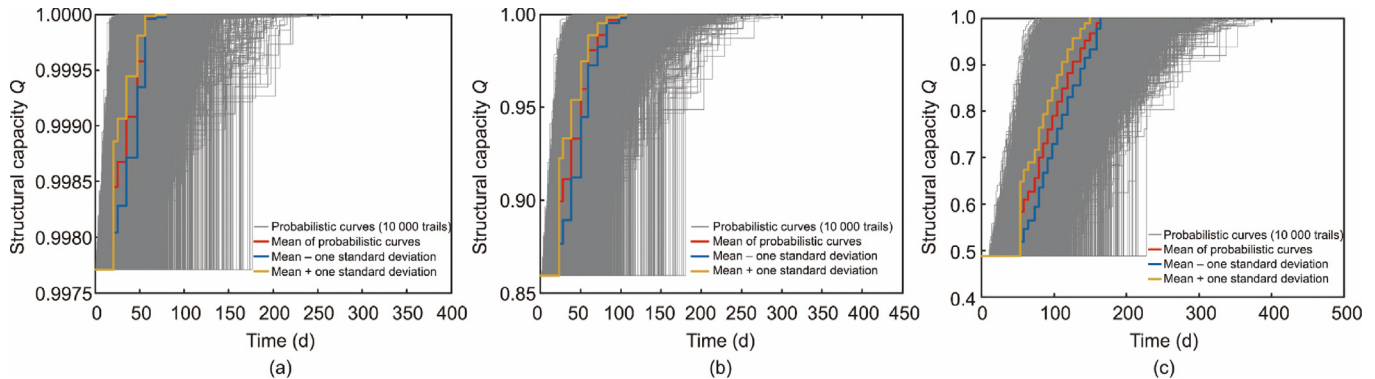 Structural capacity Q
1.0000
0.9995
0.9990
0.9985
0.9980
0.9975
0 50 100 150 200 250 300 350 400
Time (d)
Probabilistic curves (10 000 trails)
Mean of probabilistic curves
Mean – one standard deviation
Mean + one standard deviation
(a)
Structural capacity Q
1.00
0.95
0.90
0.85
0 50 100 150 200 250 300 350 400 450
Time (d)
Probabilistic curves (10 000 trails)
Mean of probabilistic curves
Mean – one standard deviation
Mean + one standard deviation
(b)
Structural capacity Q
1.0
0.9
0.8
0.7
0.6
0.5
0.4
0 100 200 300 400 500
Time (d)
Probabilistic curves (10 000 trails)
Mean of probabilistic curves
Mean – one standard deviation
Mean + one standard deviation
(c)